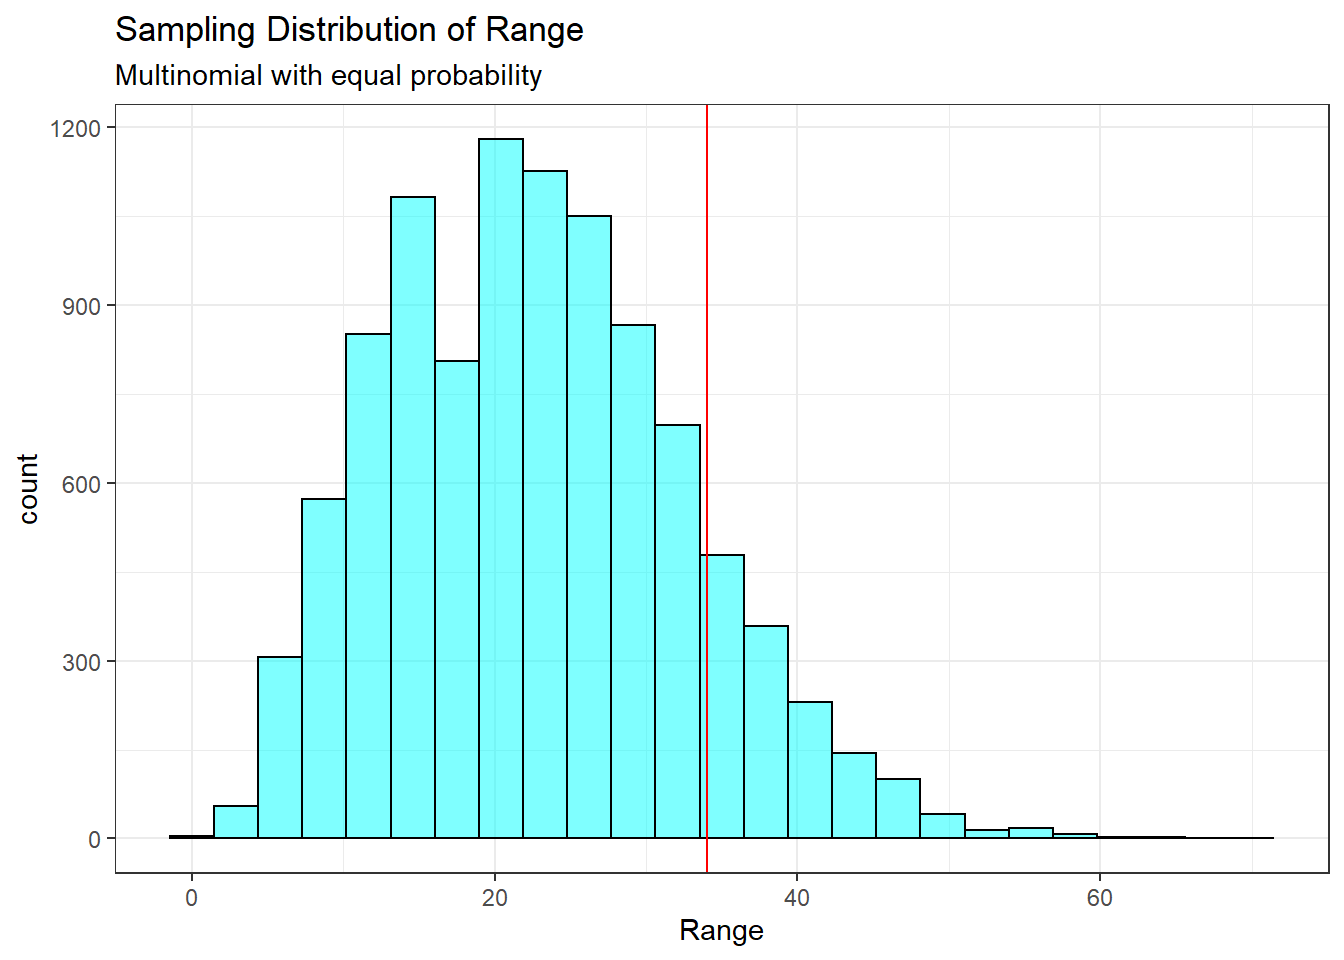 Sampling Distribution of Range
Multinomial with equal probability
1200
900
600
300
0
count
0 20 40 60
Range